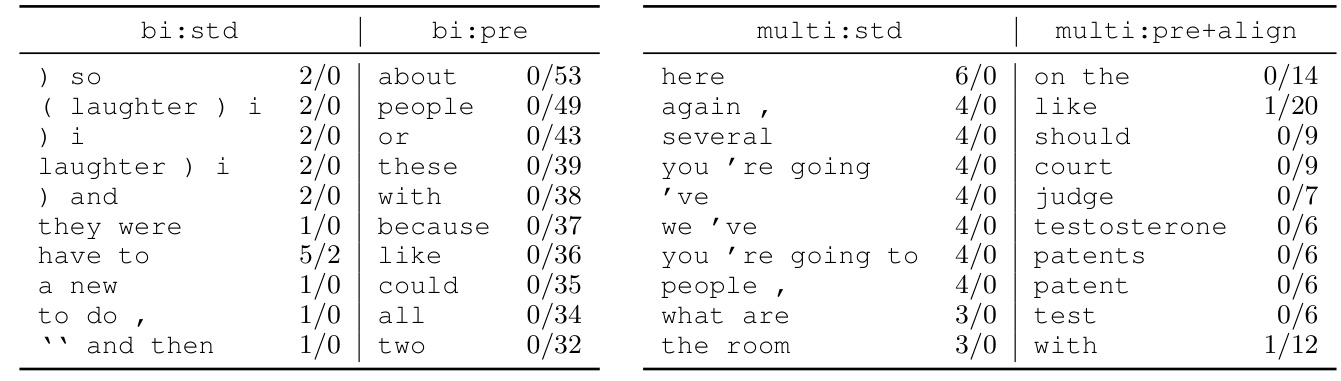 bi:std bi:pre
) so 2/0 about 0/53
( laughter ) i 2/0 people 0/49
) i 2/0 or 0/43
laughter ) i 2/0 these 0/39
) and 2/0 with 0/38
they were 1/0 because 0/37
have to 5/2 like 0/36
a new 1/0 could 0/35
to do , 1/0 all 0/34
‘‘ and then 1/0 two 0/32
multi:std multi:pre+align
here 6/0 on the 0/14
again , 4/0 like 1/20
several 4/0 should 0/9
you ’re going 4/0 court 0/9
’ve 4/0 judge 0/7
we ’ve 4/0 testosterone 0/6
you ’re going to 4/0 patents 0/6
people , 4/0 patent 0/6
what are 3/0 test 0/6
the room 3/0 with 1/12